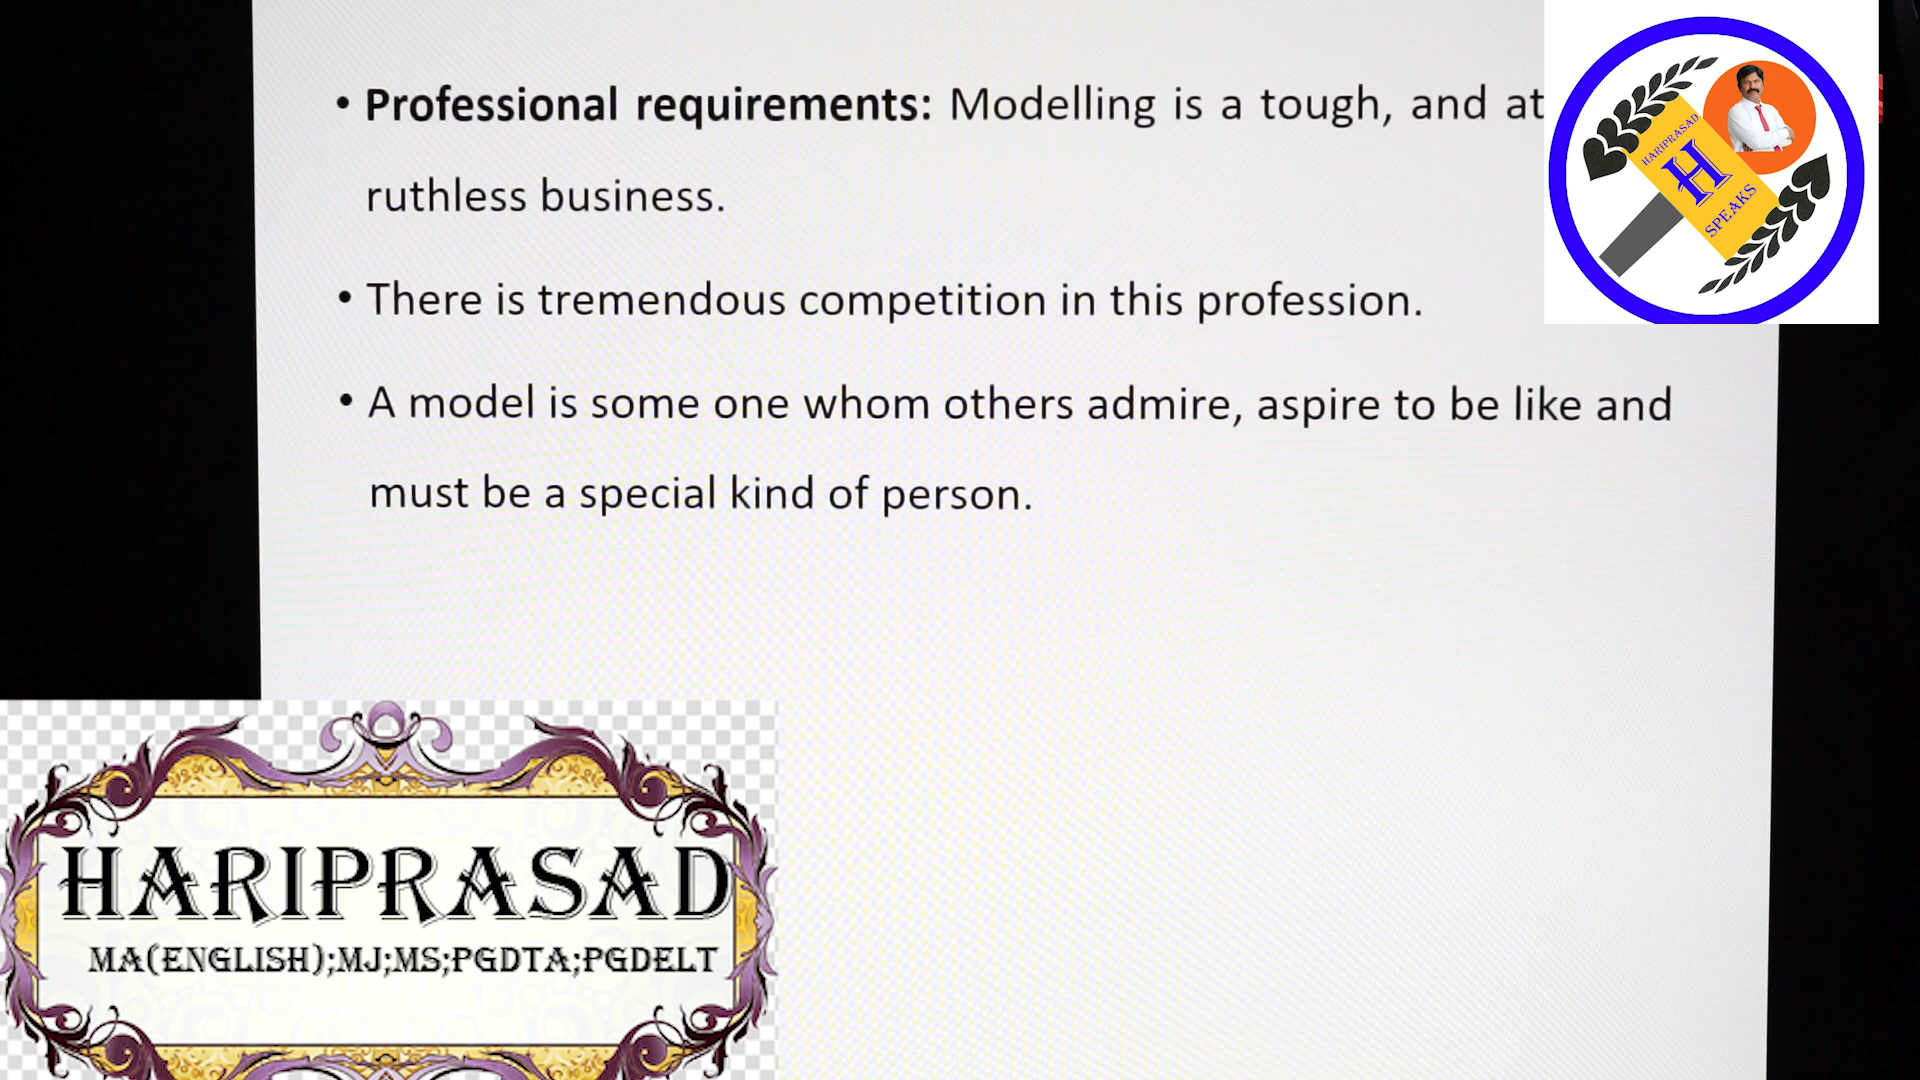 • Professional requirements: Modelling is a tough, and at
ruthless business.
• There is tremendous competition in this profession.
• A model is some one whom others admire, aspire to be like and
must be a special kind of person.
HARIPRASAD
H
SPEAKS
HARIPRASAD
MA(ENGLISH);MJ;MS;PGDTA;PGDELT